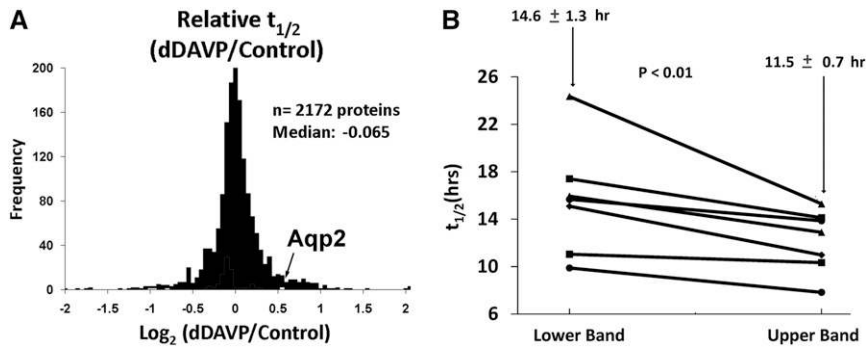 A
Relative t1/2
(dDAVP/Control)
200
160
120
80
40
0
Frequency
n= 2172 proteins
Median: -0.065
Aqp2
-2
-1.5
-1
-0.5
0
0.5
1
1.5
2
Log2 (dDAVP/Control)
B
14.6 ± 1.3 hr
P < 0.01
11.5 ± 0.7 hr
26
22
18
14
10
6
t1/2(hrs)
Lower Band
Upper Band